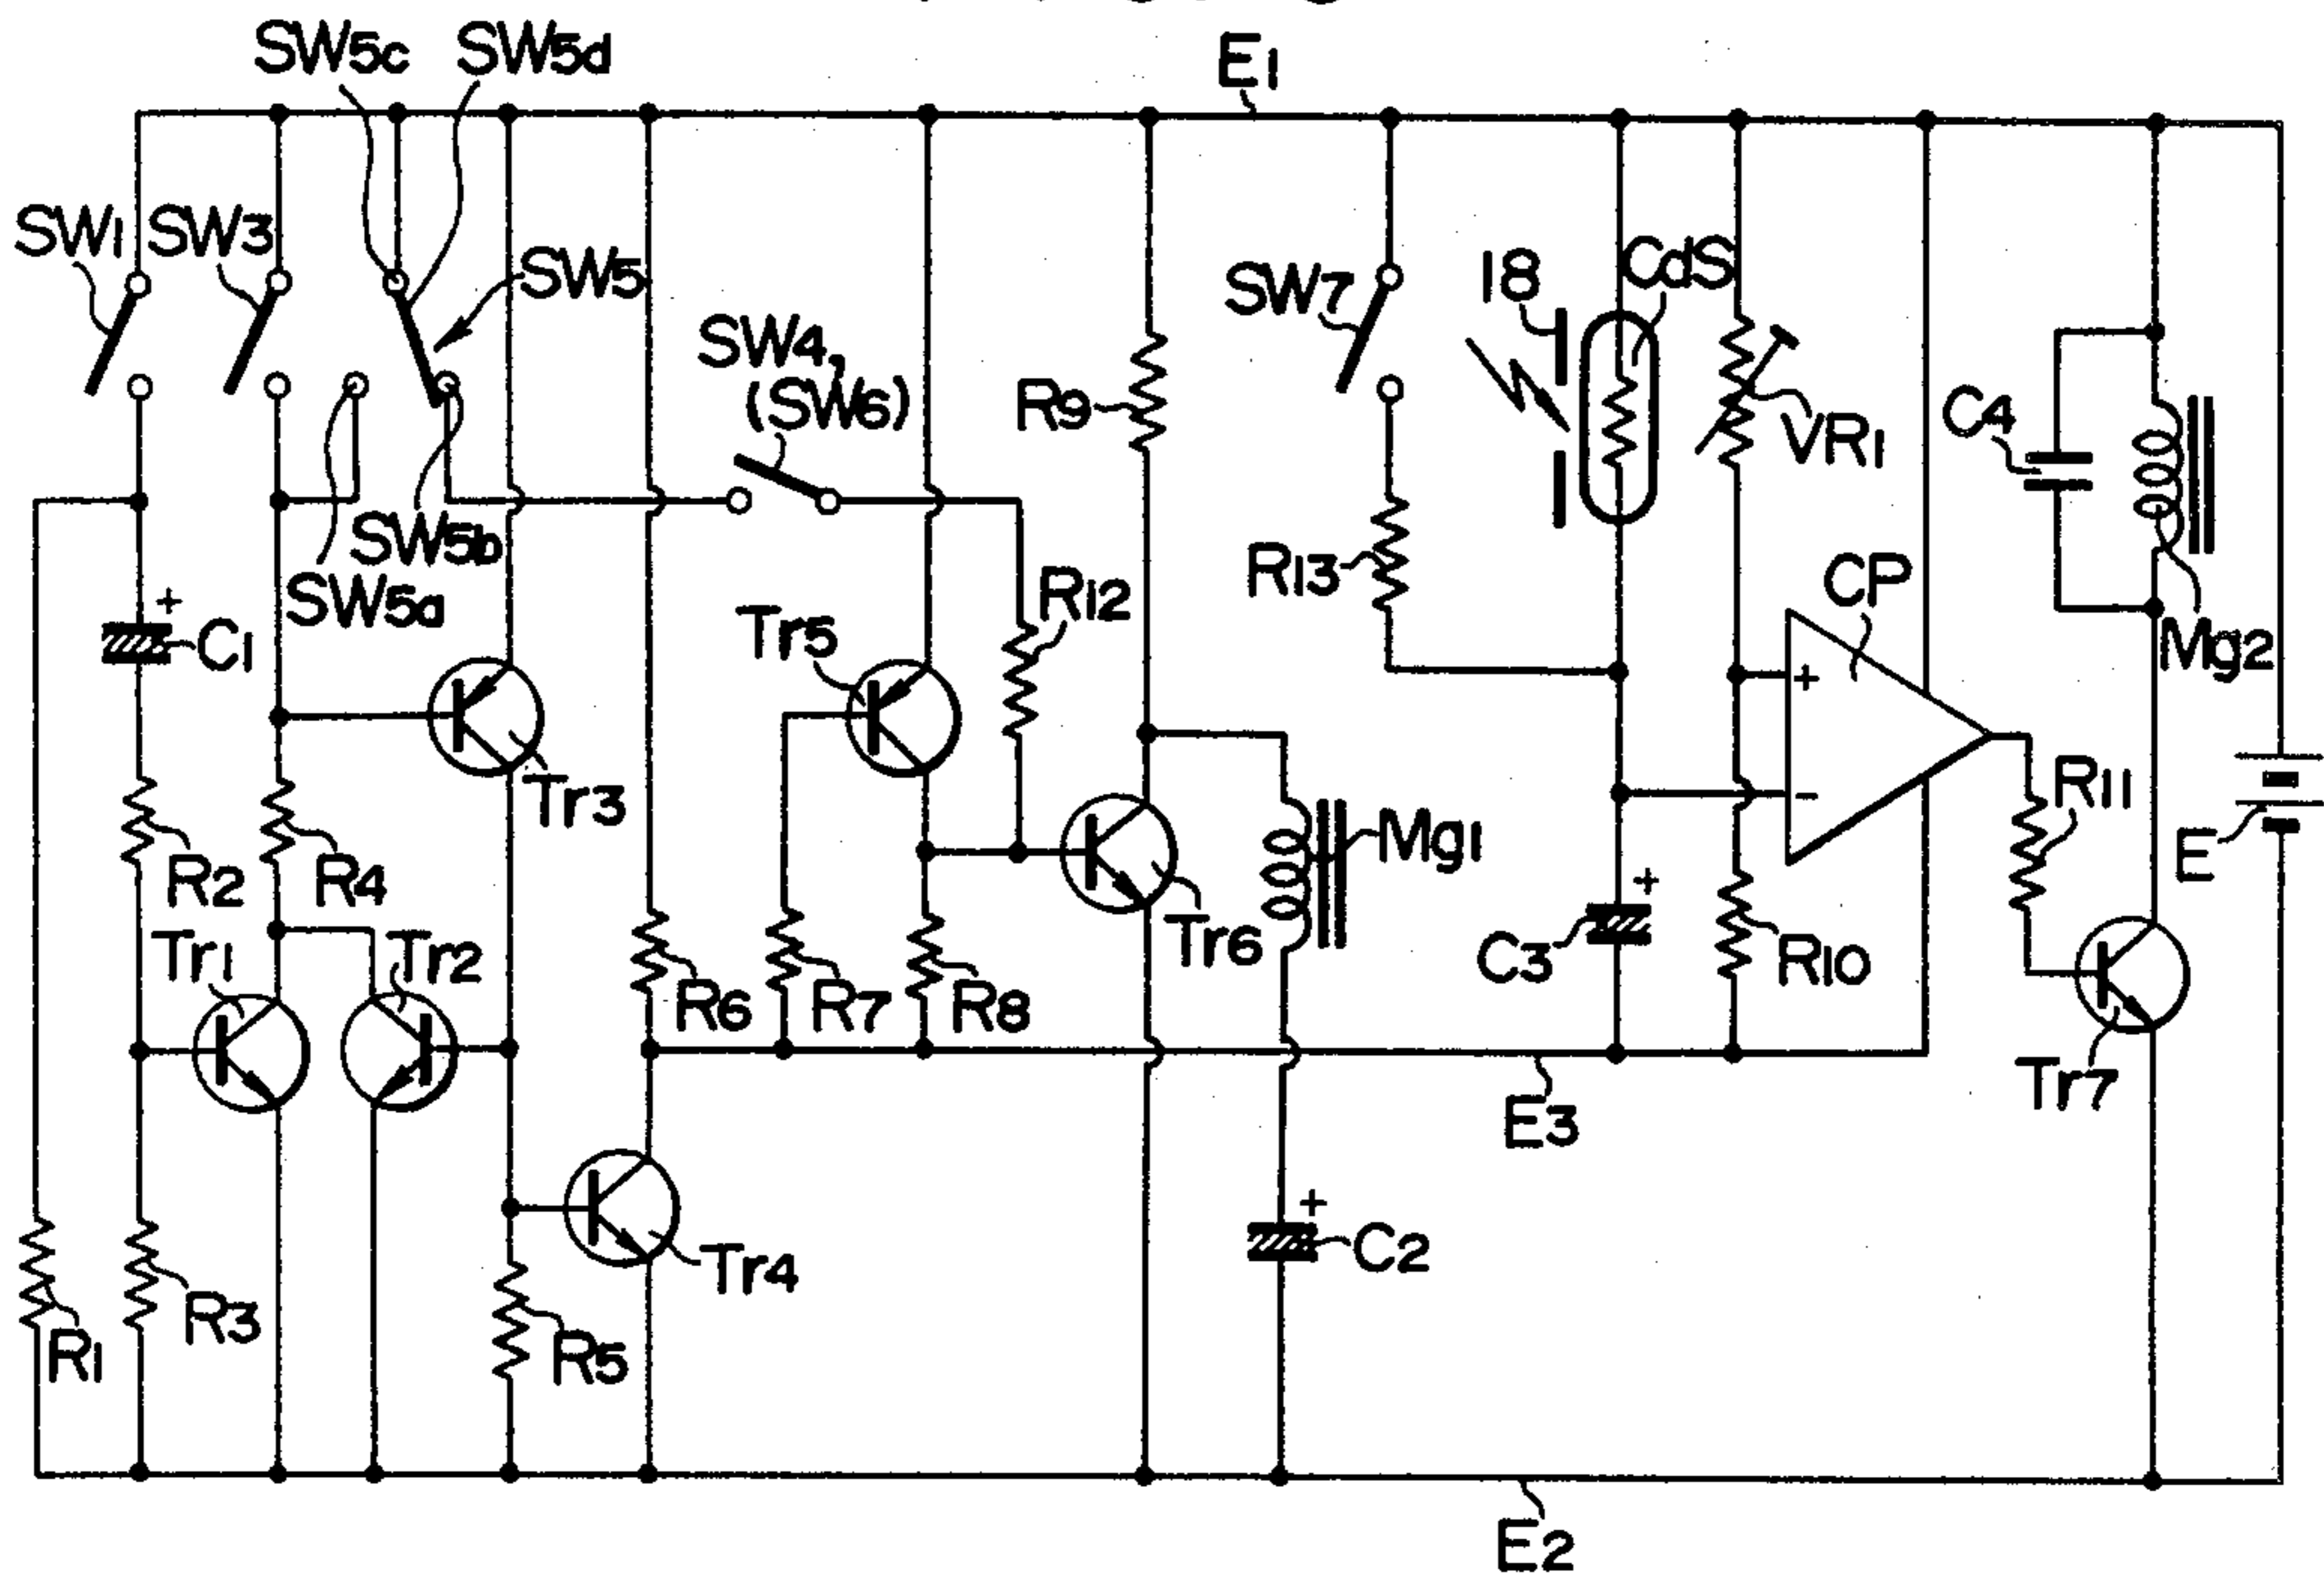 SW5c
SW5d
E1
SW1
SW3
SW5
SW4,
(SW6)
R9
SW7
18
CdS
VR1
C4
SW5b
SW5a
C1
+
Tr5
R12
R13
CP
Mg2
+
-
Tr3
R2
R4
Mg1
R11
E
Tr1
Tr2
R6
R7
R8
Tr6
C3
+
R10
Tr7
E3
R1
R3
R5
Tr4
+
C2
E2